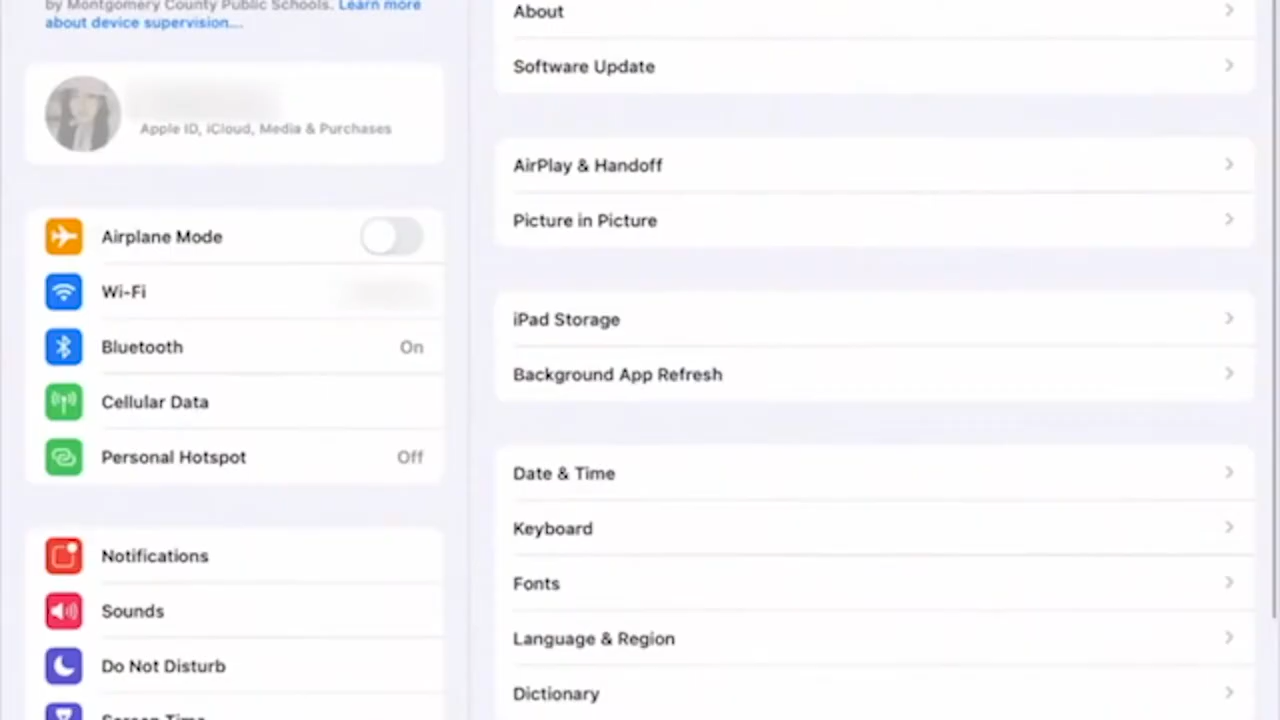 by Montgomery County Public Schools. Learn more
about device supervision...
Apple ID, iCloud, Media & Purchases
Airplane Mode
Wi-Fi
Bluetooth On
Cellular Data
Personal Hotspot Off
Notifications
Sounds
Do Not Disturb
Screen Time
About
Software Update
AirPlay & Handoff
Picture in Picture
iPad Storage
Background App Refresh
Date & Time
Keyboard
Fonts
Language & Region
Dictionary